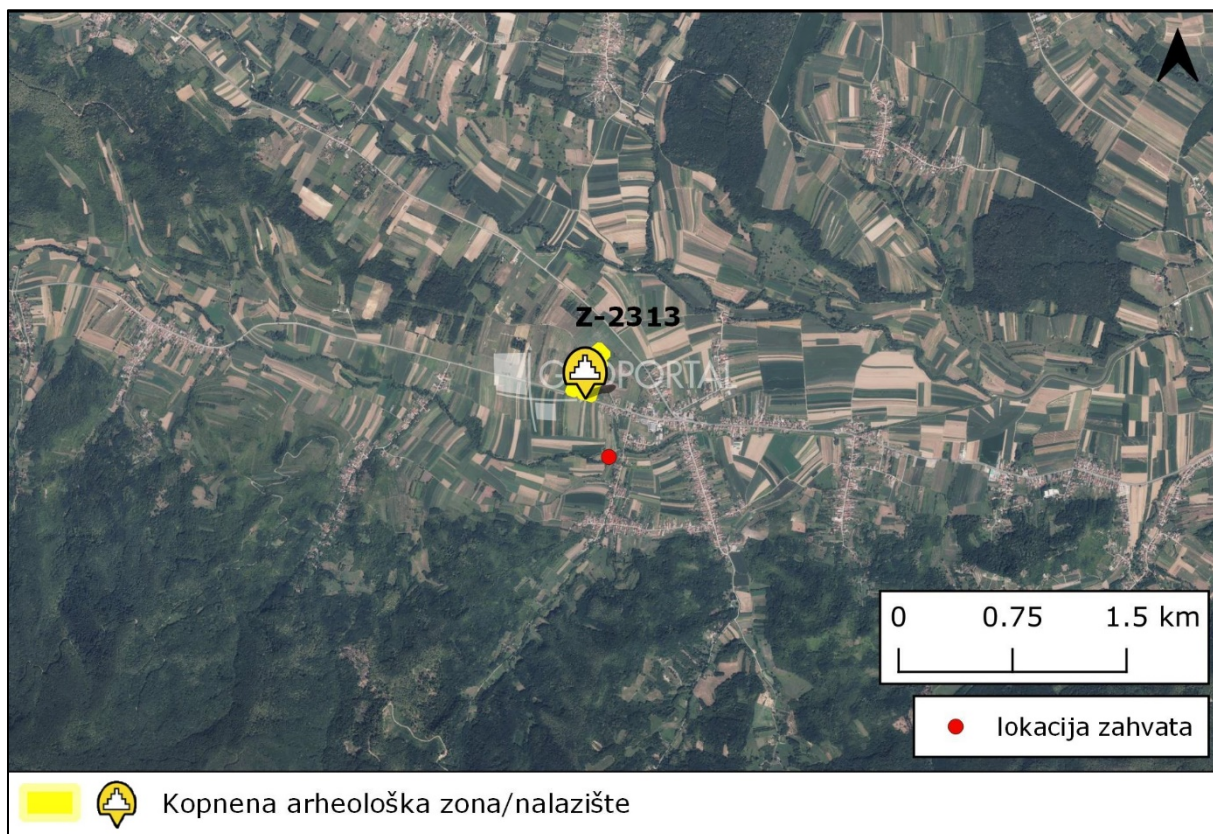 Z-2313
GEOPORTAL
0 0.75 1.5 km
lokacija zahvata
Kopnena arheološka zona/nalazište